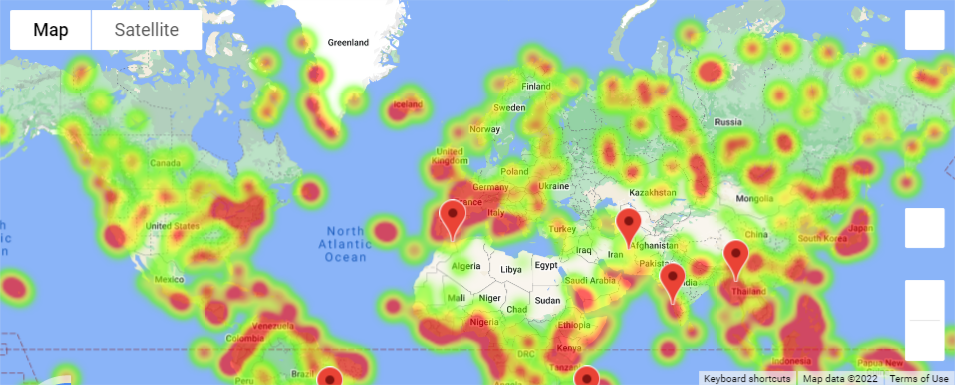 Map
Satellite
Greenland
Iceland
Finland
Sweden
Norway
Russia
Canada
United
Kingdom
Poland
Germany
Ukraine
Kazakhstan
Mongolia
rance
Italy
United States
North
Atlantic
Ocean
Turkey
China
Japan
South Korea
Iraq
Iran
Afghanistan
Pakist
Algeria
Libya
Egypt
Saudi Arabia
dia
Mexico
Mali
Niger
Chad
Sudan
Thailand
Nigeria
Ethiopia
Venezuela
Colombia
DRC
Kenya
Tanza
Indonesia
Papua New
Peru
Brazil
Keyboard shortcuts
Map data ©2022
Terms of Use